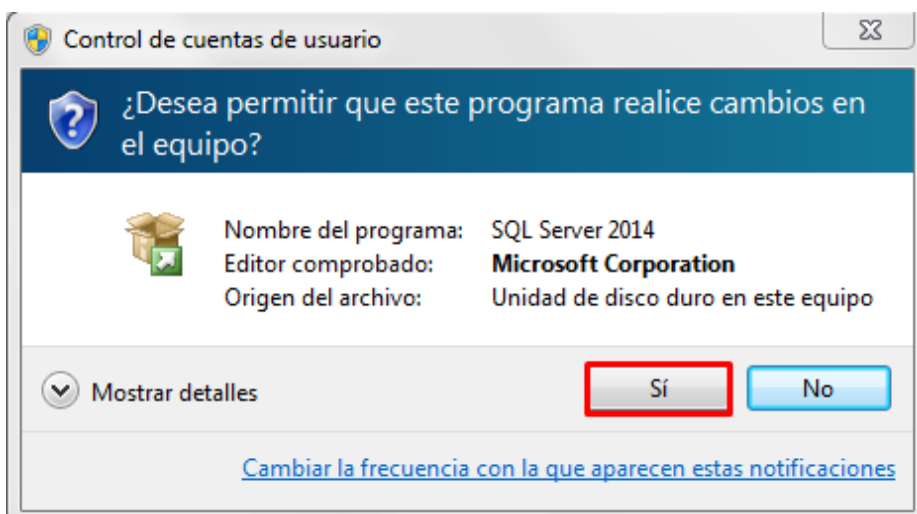 Control de cuentas de usuario
¿Desea permitir que este programa realice cambios en
el equipo?
Nombre del programa: SQL Server 2014
Editor comprobado: Microsoft Corporation
Origen del archivo: Unidad de disco duro en este equipo
Mostrar detalles Sí No
Cambiar la frecuencia con la que aparecen estas notificaciones